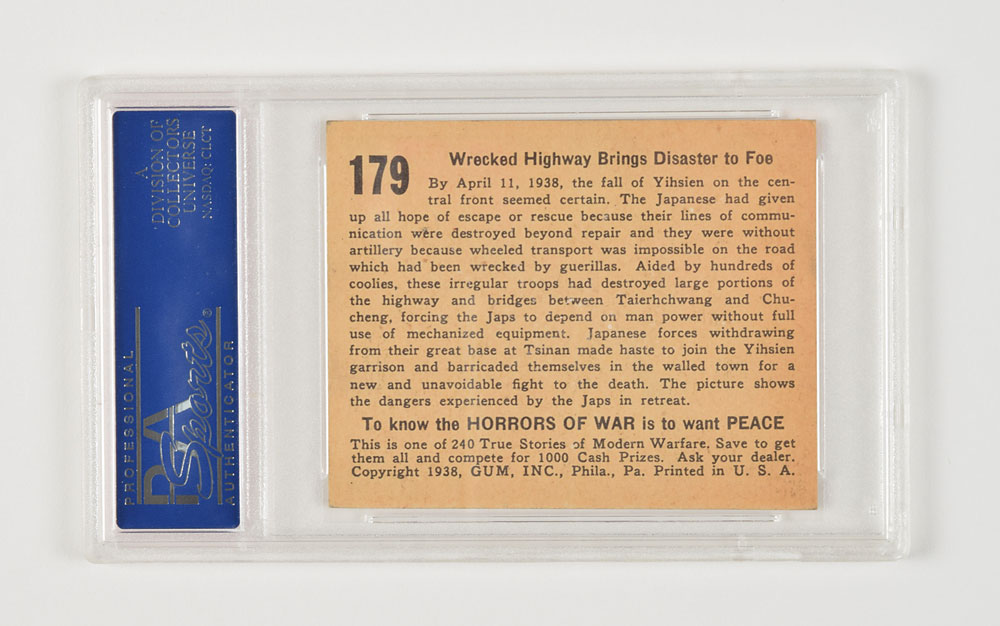 A
DIVISION OF
COLLECTORS
UNIVERSE
NASDAQ: CLCT
PROFESSIONAL
PSA
Sports®
AUTHENTICATOR
179
Wrecked Highway Brings Disaster to Foe
By April 11, 1938, the fall of Yihsien on the cen-
tral front seemed certain. The Japanese had given
up all hope of escape or rescue because their lines of commu-
nication were destroyed beyond repair and they were without
artillery because wheeled transport was impossible on the road
which had been wrecked by guerillas. Aided by hundreds of
coolies, these irregular troops had destroyed large portions of
the highway and bridges between Taierhchwang and Chu-
cheng, forcing the Japs to depend on man power without full
use of mechanized equipment. Japanese forces withdrawing
from their great base at Tsinan made haste to join the Yihsien
garrison and barricaded themselves in the walled town for a
new and unavoidable fight to the death. The picture shows
the dangers experienced by the Japs in retreat.
To know the HORRORS OF WAR is to want PEACE
This is one of 240 True Stories of Modern Warfare. Save to get
them all and compete for 1000 Cash Prizes. Ask your dealer.
Copyright 1938, GUM, INC., Phila., Pa. Printed in U. S. A.